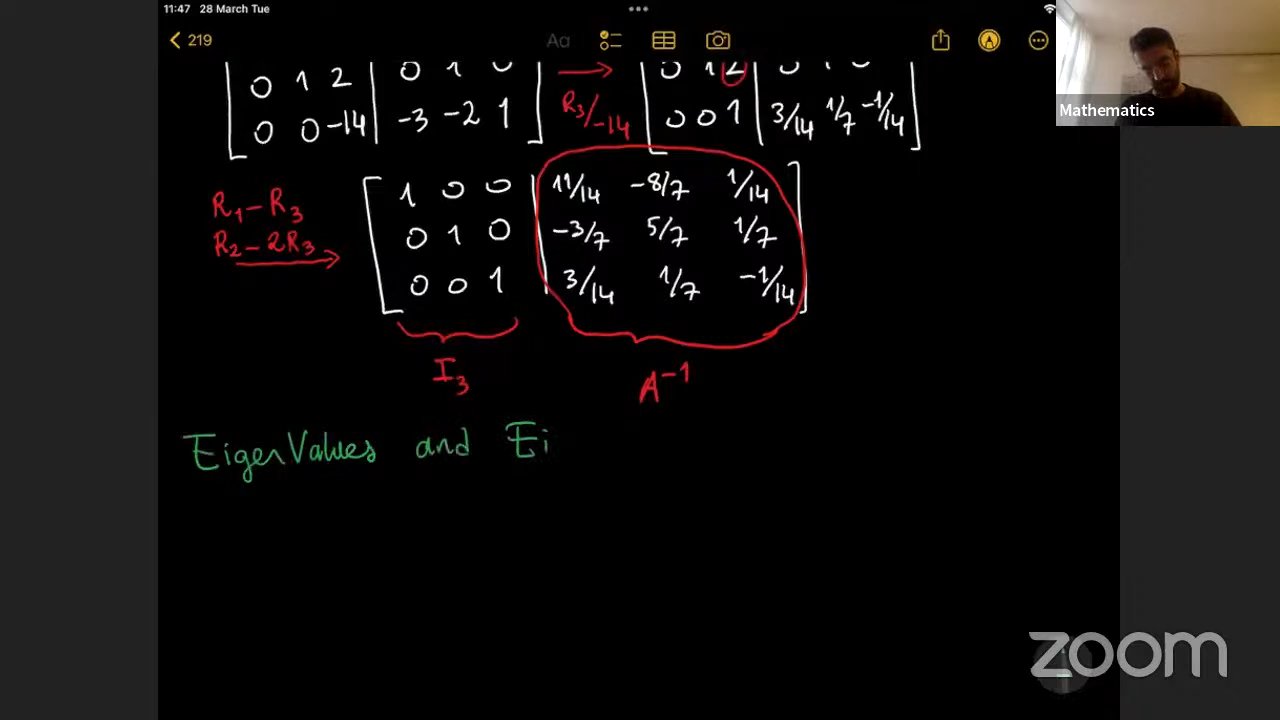 11:47 28 March Tue
219
Aa
Mathematics
0 1 2 | 0 1 0
0 0 -14 | -3 -2 1
R3/-14
0 1 2
0 0 1 | 3/14 1/7 -1/14
R1 - R3
R2 - 2R3
1 0 0 | 11/14 -8/7 1/14
0 1 0 | -3/7 5/7 1/7
0 0 1 | 3/14 1/7 -1/14
I3
A^-1
EigenValues and Ei
zoom